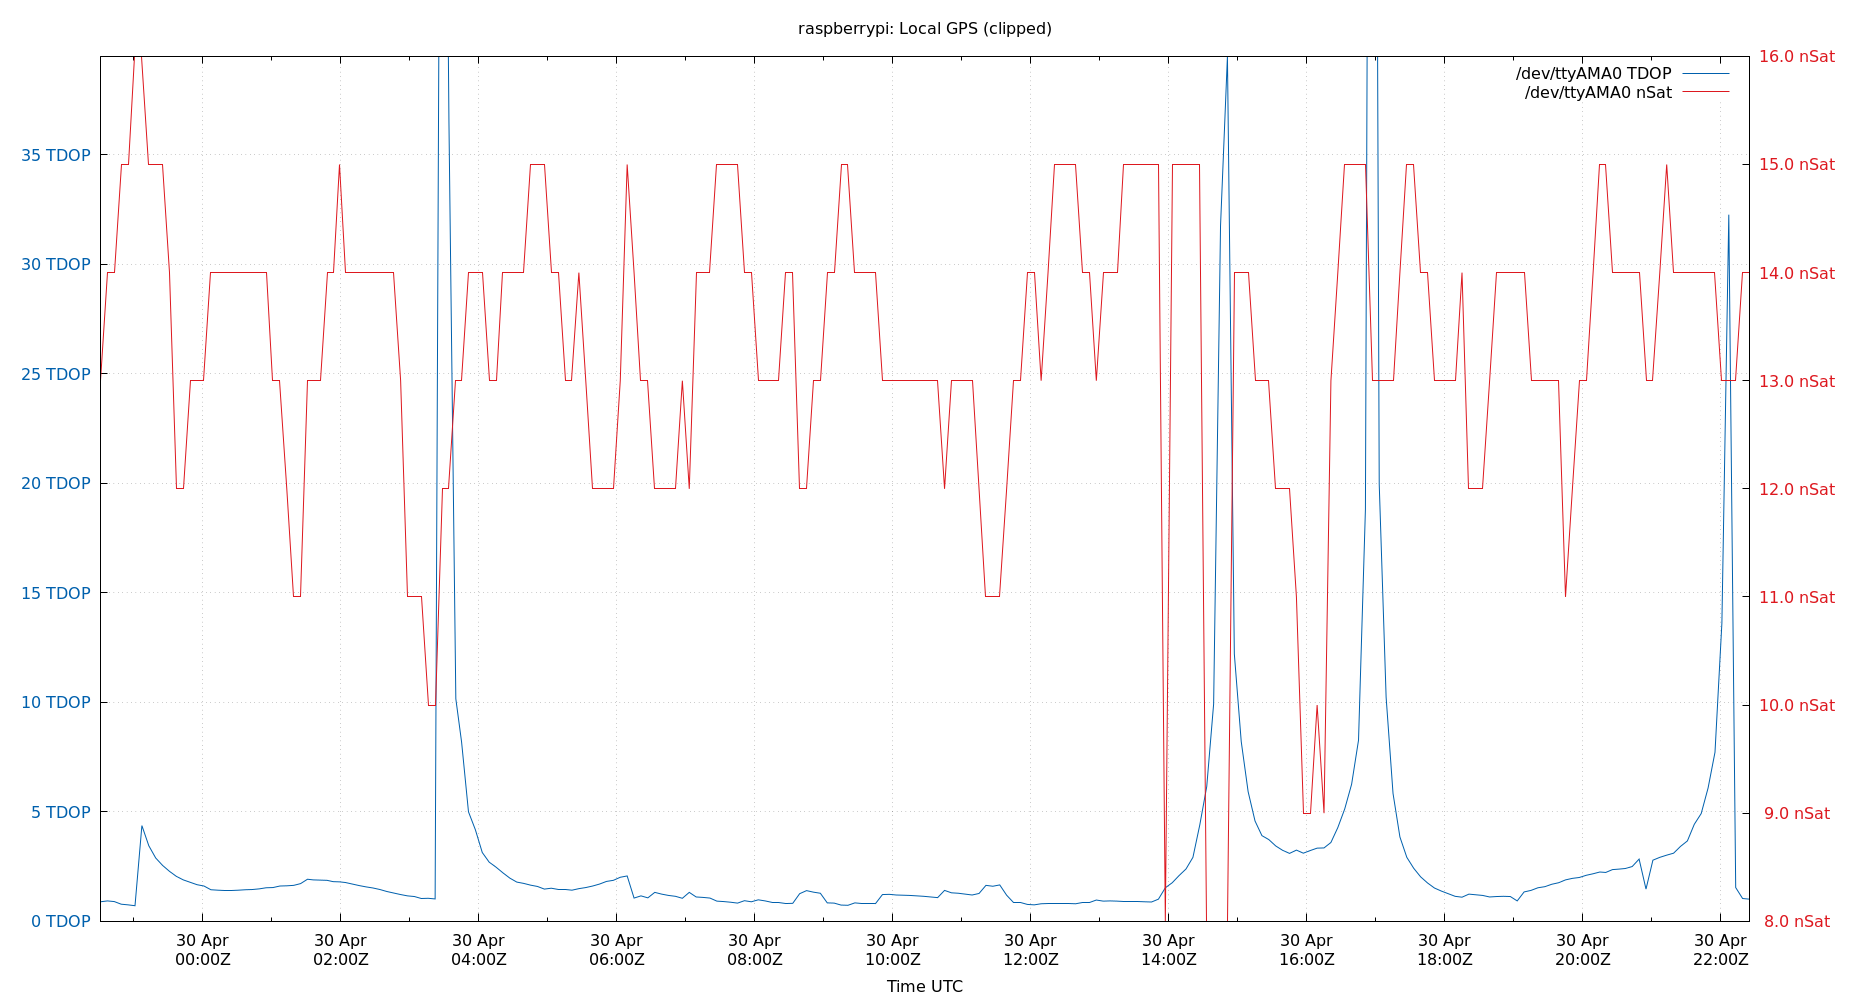 raspberrypi: Local GPS (clipped)
/dev/ttyAMA0 TDOP
/dev/ttyAMA0 nSat
35 TDOP
30 TDOP
25 TDOP
20 TDOP
15 TDOP
10 TDOP
5 TDOP
0 TDOP
16.0 nSat
15.0 nSat
14.0 nSat
13.0 nSat
12.0 nSat
11.0 nSat
10.0 nSat
9.0 nSat
8.0 nSat
30 Apr
00:00Z
30 Apr
02:00Z
30 Apr
04:00Z
30 Apr
06:00Z
30 Apr
08:00Z
30 Apr
10:00Z
30 Apr
12:00Z
30 Apr
14:00Z
30 Apr
16:00Z
30 Apr
18:00Z
30 Apr
20:00Z
30 Apr
22:00Z
Time UTC